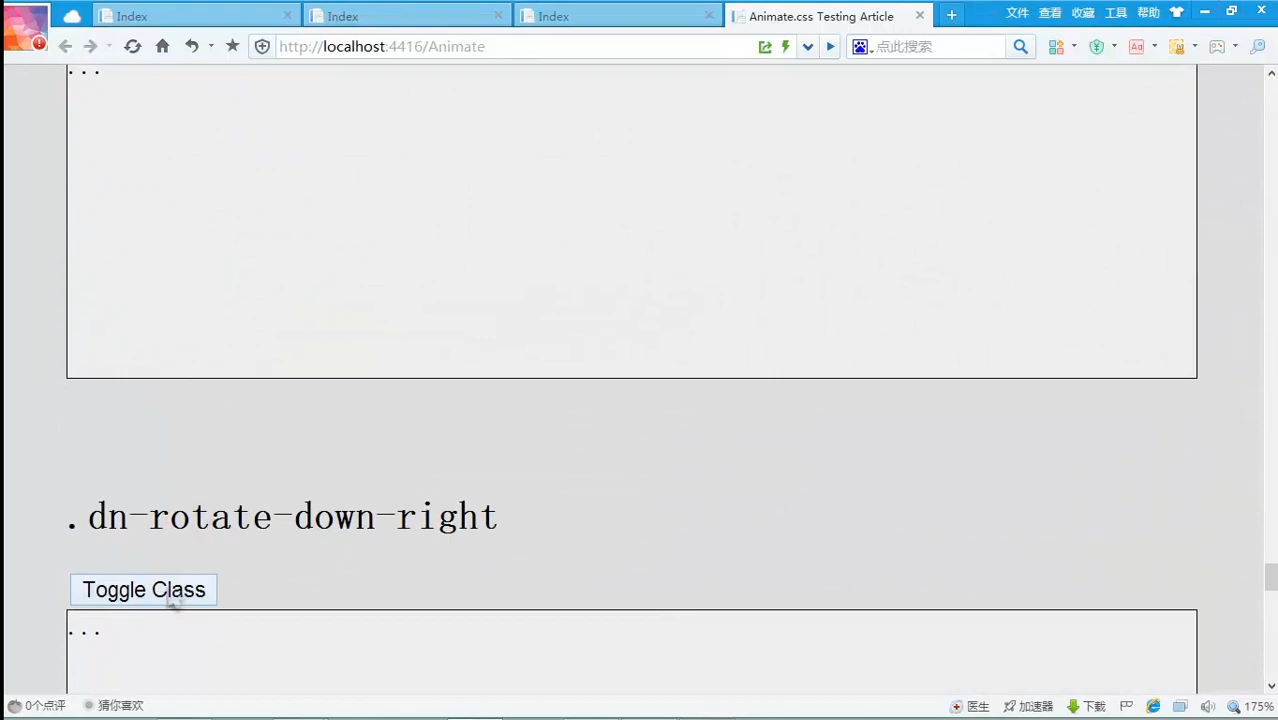 Index
Index
Index
Animate.css Testing Article
文件 查看 收藏 工具 帮助
http://localhost:4416/Animate
点此搜索
...
.dn-rotate-down-right
Toggle Class
...
0个点评
猜你喜欢
医生
加速器
下载
175%